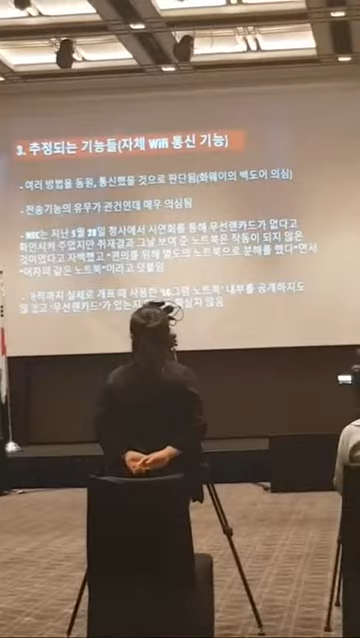 3. 추정되는 기능들(자체 Wifi 통신 기능)
- 여러 방법을 동원, 통신했을 것으로 판단됨(화웨이의 백도어 의심)
- 전송기능의 유무가 관건인데 매우 의심됨
- NEC는 지난 5월 28일 청사에서 시연회를 통해 무선랜카드가 없다고
확인시켜 주었지만 취재결과 그날 보여 준 노트북은 작동이 되지 않은
것이었다고 자백했고 "편의를 위해 별도의 노트북으로 분해를 했다"면서
같은 노트북"이라고 덧붙임
실제로 개표 때 사용한 'LG그램 노트북' 내부를 공개하지도
않았고 '무선랜카드'가 있는지 않음